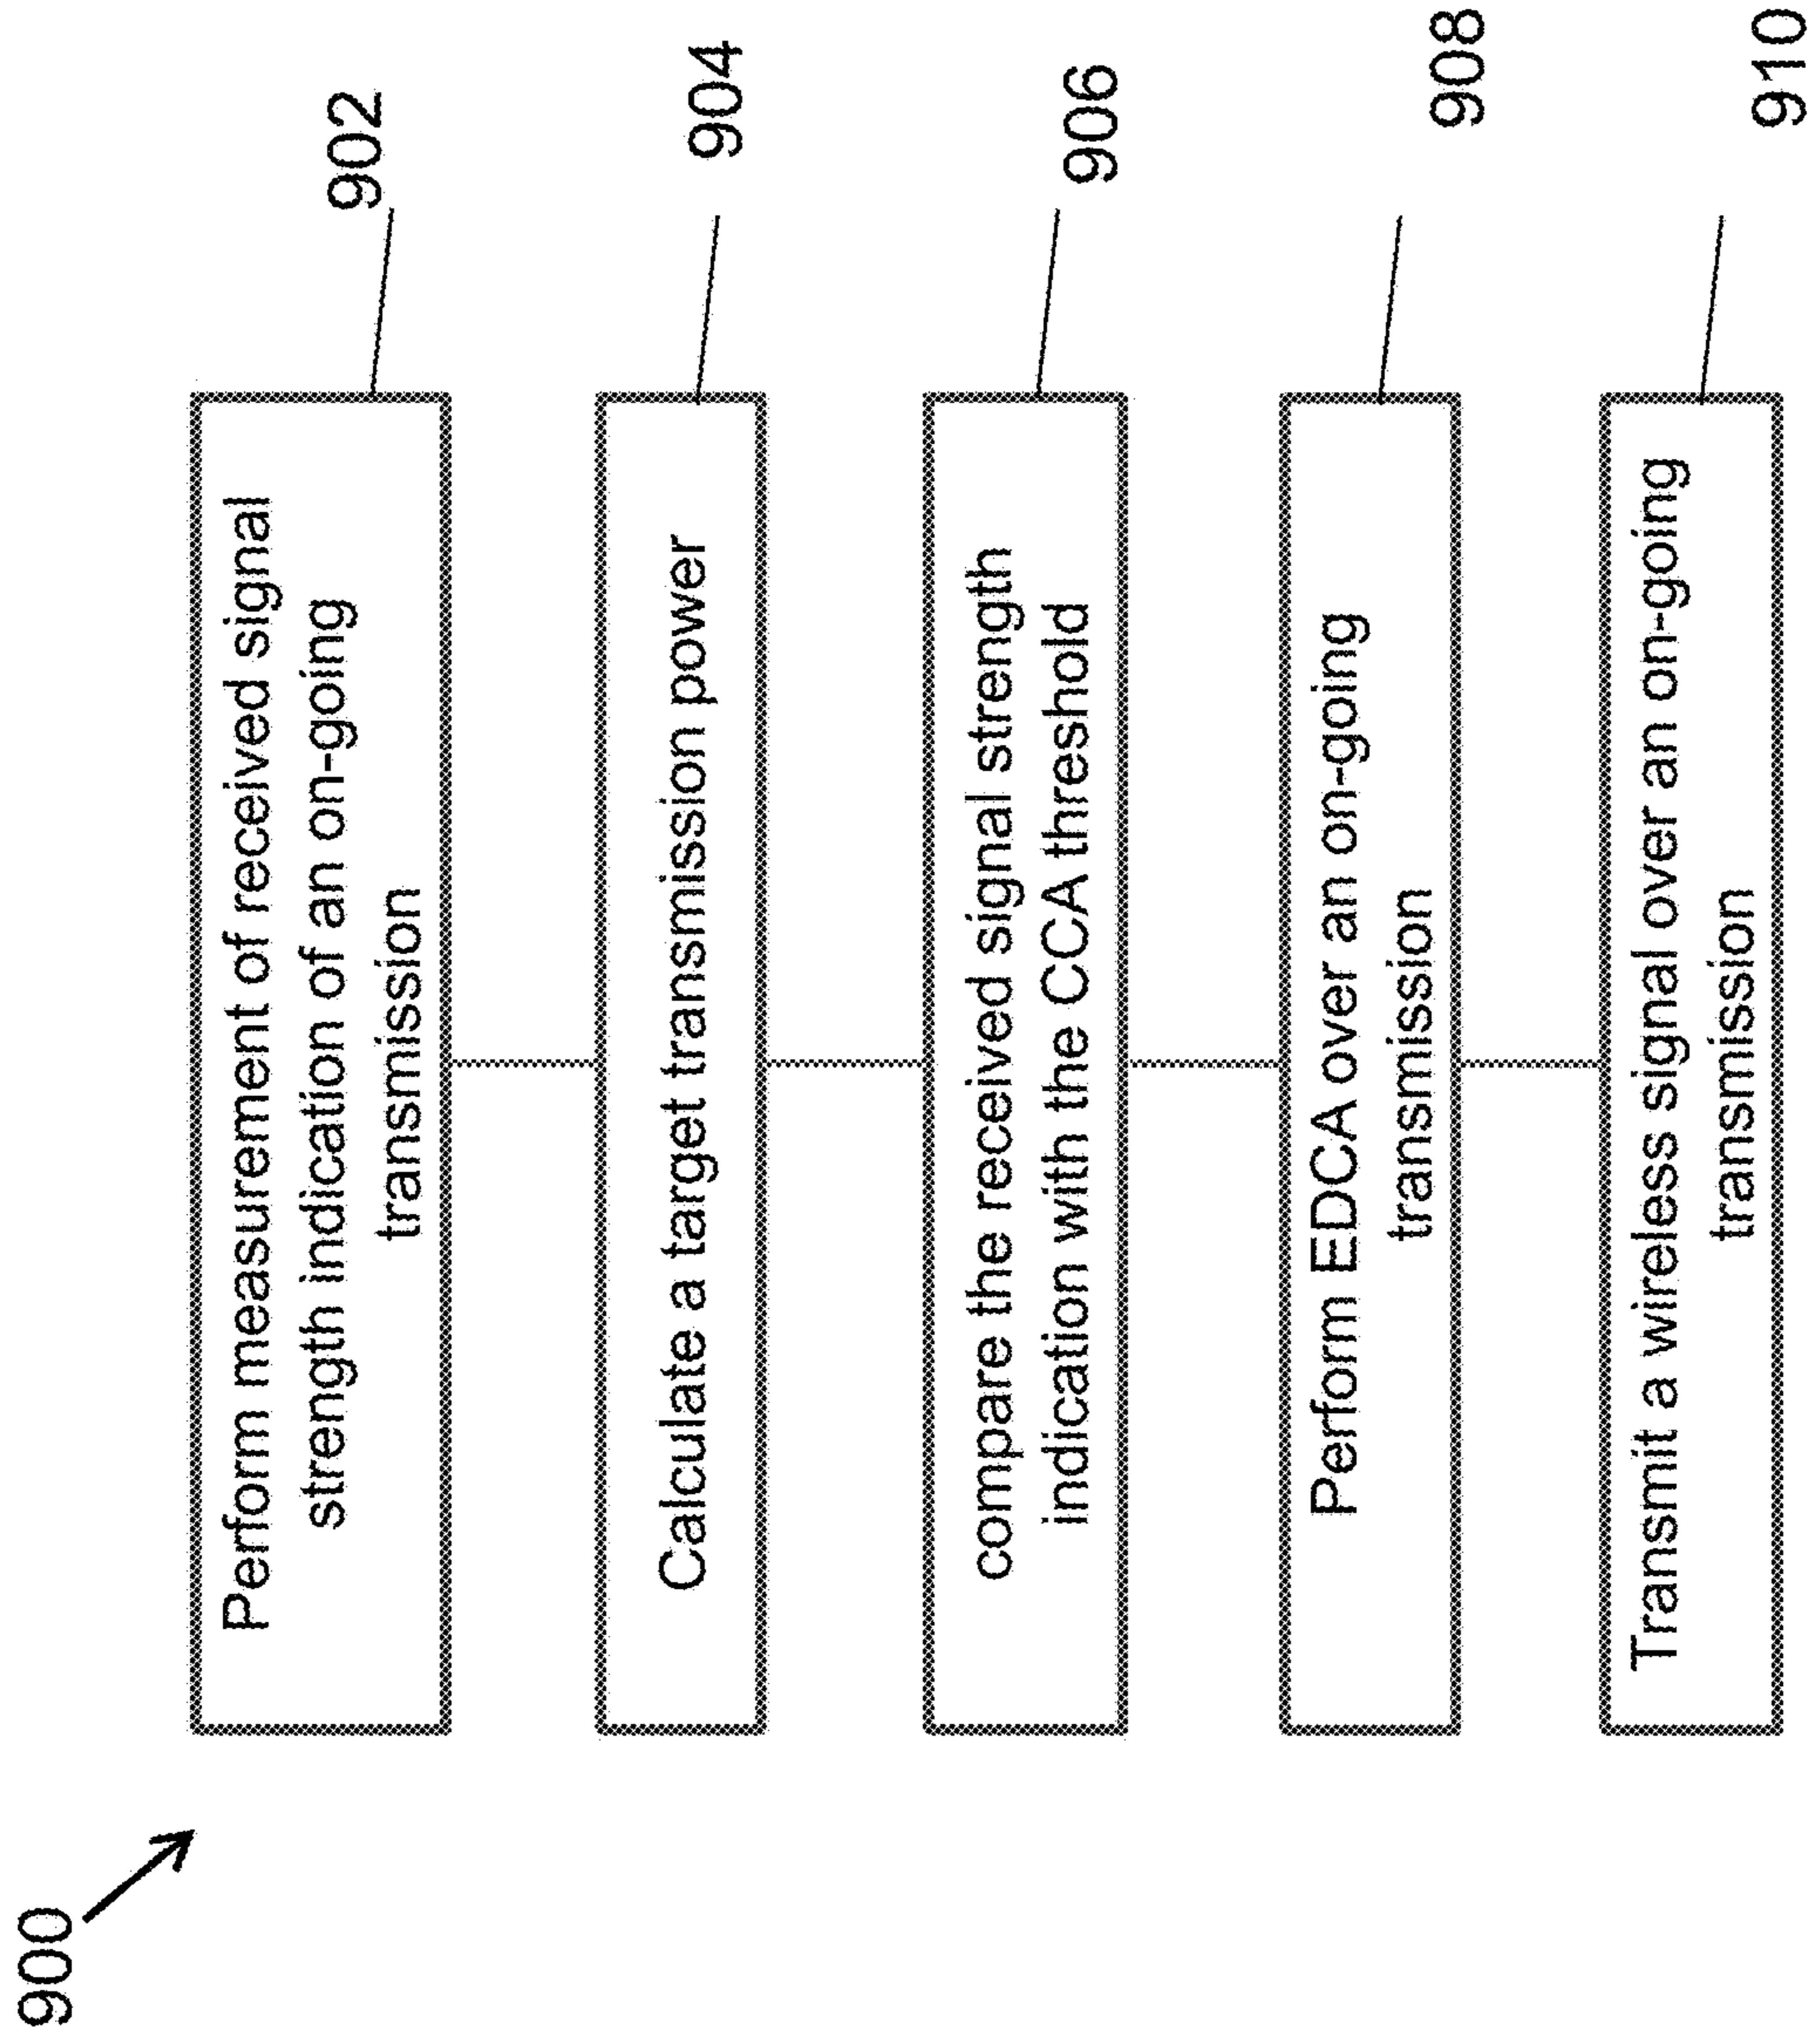 900
Perform measurement of received signal
strength indication of an on-going
transmission
902
Calculate a target transmission power
904
compare the received signal strength
indication with the CCA threshold
906
Perform EDCA over an on-going
transmission
908
Transmit a wireless signal over an on-going
transmission
910